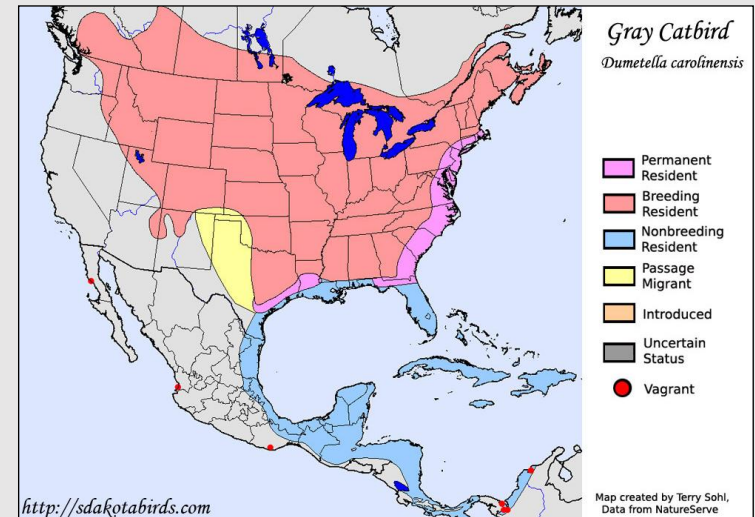 Gray Catbird
Dumetella carolinensis
Permanent
Resident
Breeding
Resident
Nonbreeding
Resident
Passage
Migrant
Introduced
Uncertain
Status
Vagrant
http://sdakotabirds.com
Map created by Terry Sohl,
Data from NatureServe